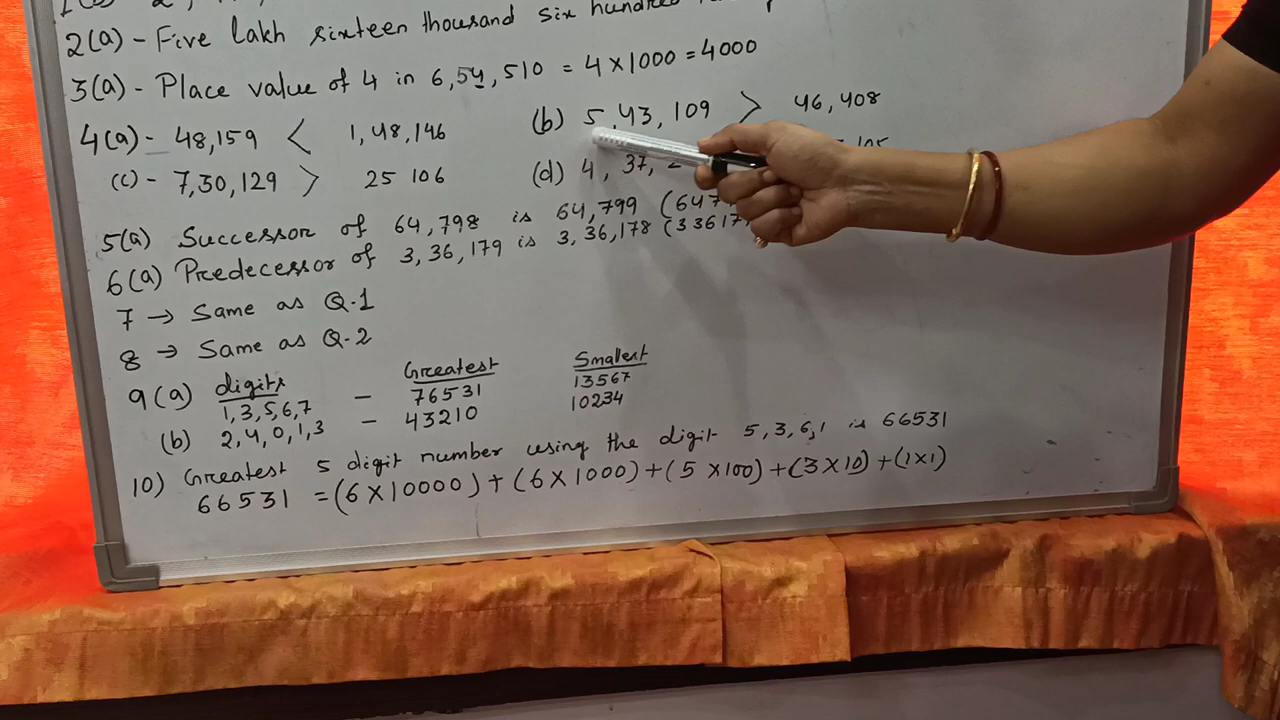 2(a) - Five lakh sixteen thousand six hundred
3(a) - Place value of 4 in 6,54,510 = 4 × 1000 = 4000
4(a) - 48,159 < 1,48,146 (b) 5,43,109 > 46,408
(c) - 7,30,129 > 25 106 (d) 4, 37,
5(a) Successor of 64,798 is 64,799 (647
6(a) Predecessor of 3,36,179 is 3,36,178 (33617
7 → Same as Q.1
8 → Same as Q.2
9(a) digits Greatest Smallest
1,3,5,6,7 - 76531 13567
(b) 2,4,0,1,3 - 43210 10234
10) Greatest 5 digit number using the digit 5,3,6,1 is 66531
66531 = (6×10000) + (6×1000) + (5×100) + (3×10) + (1×1)